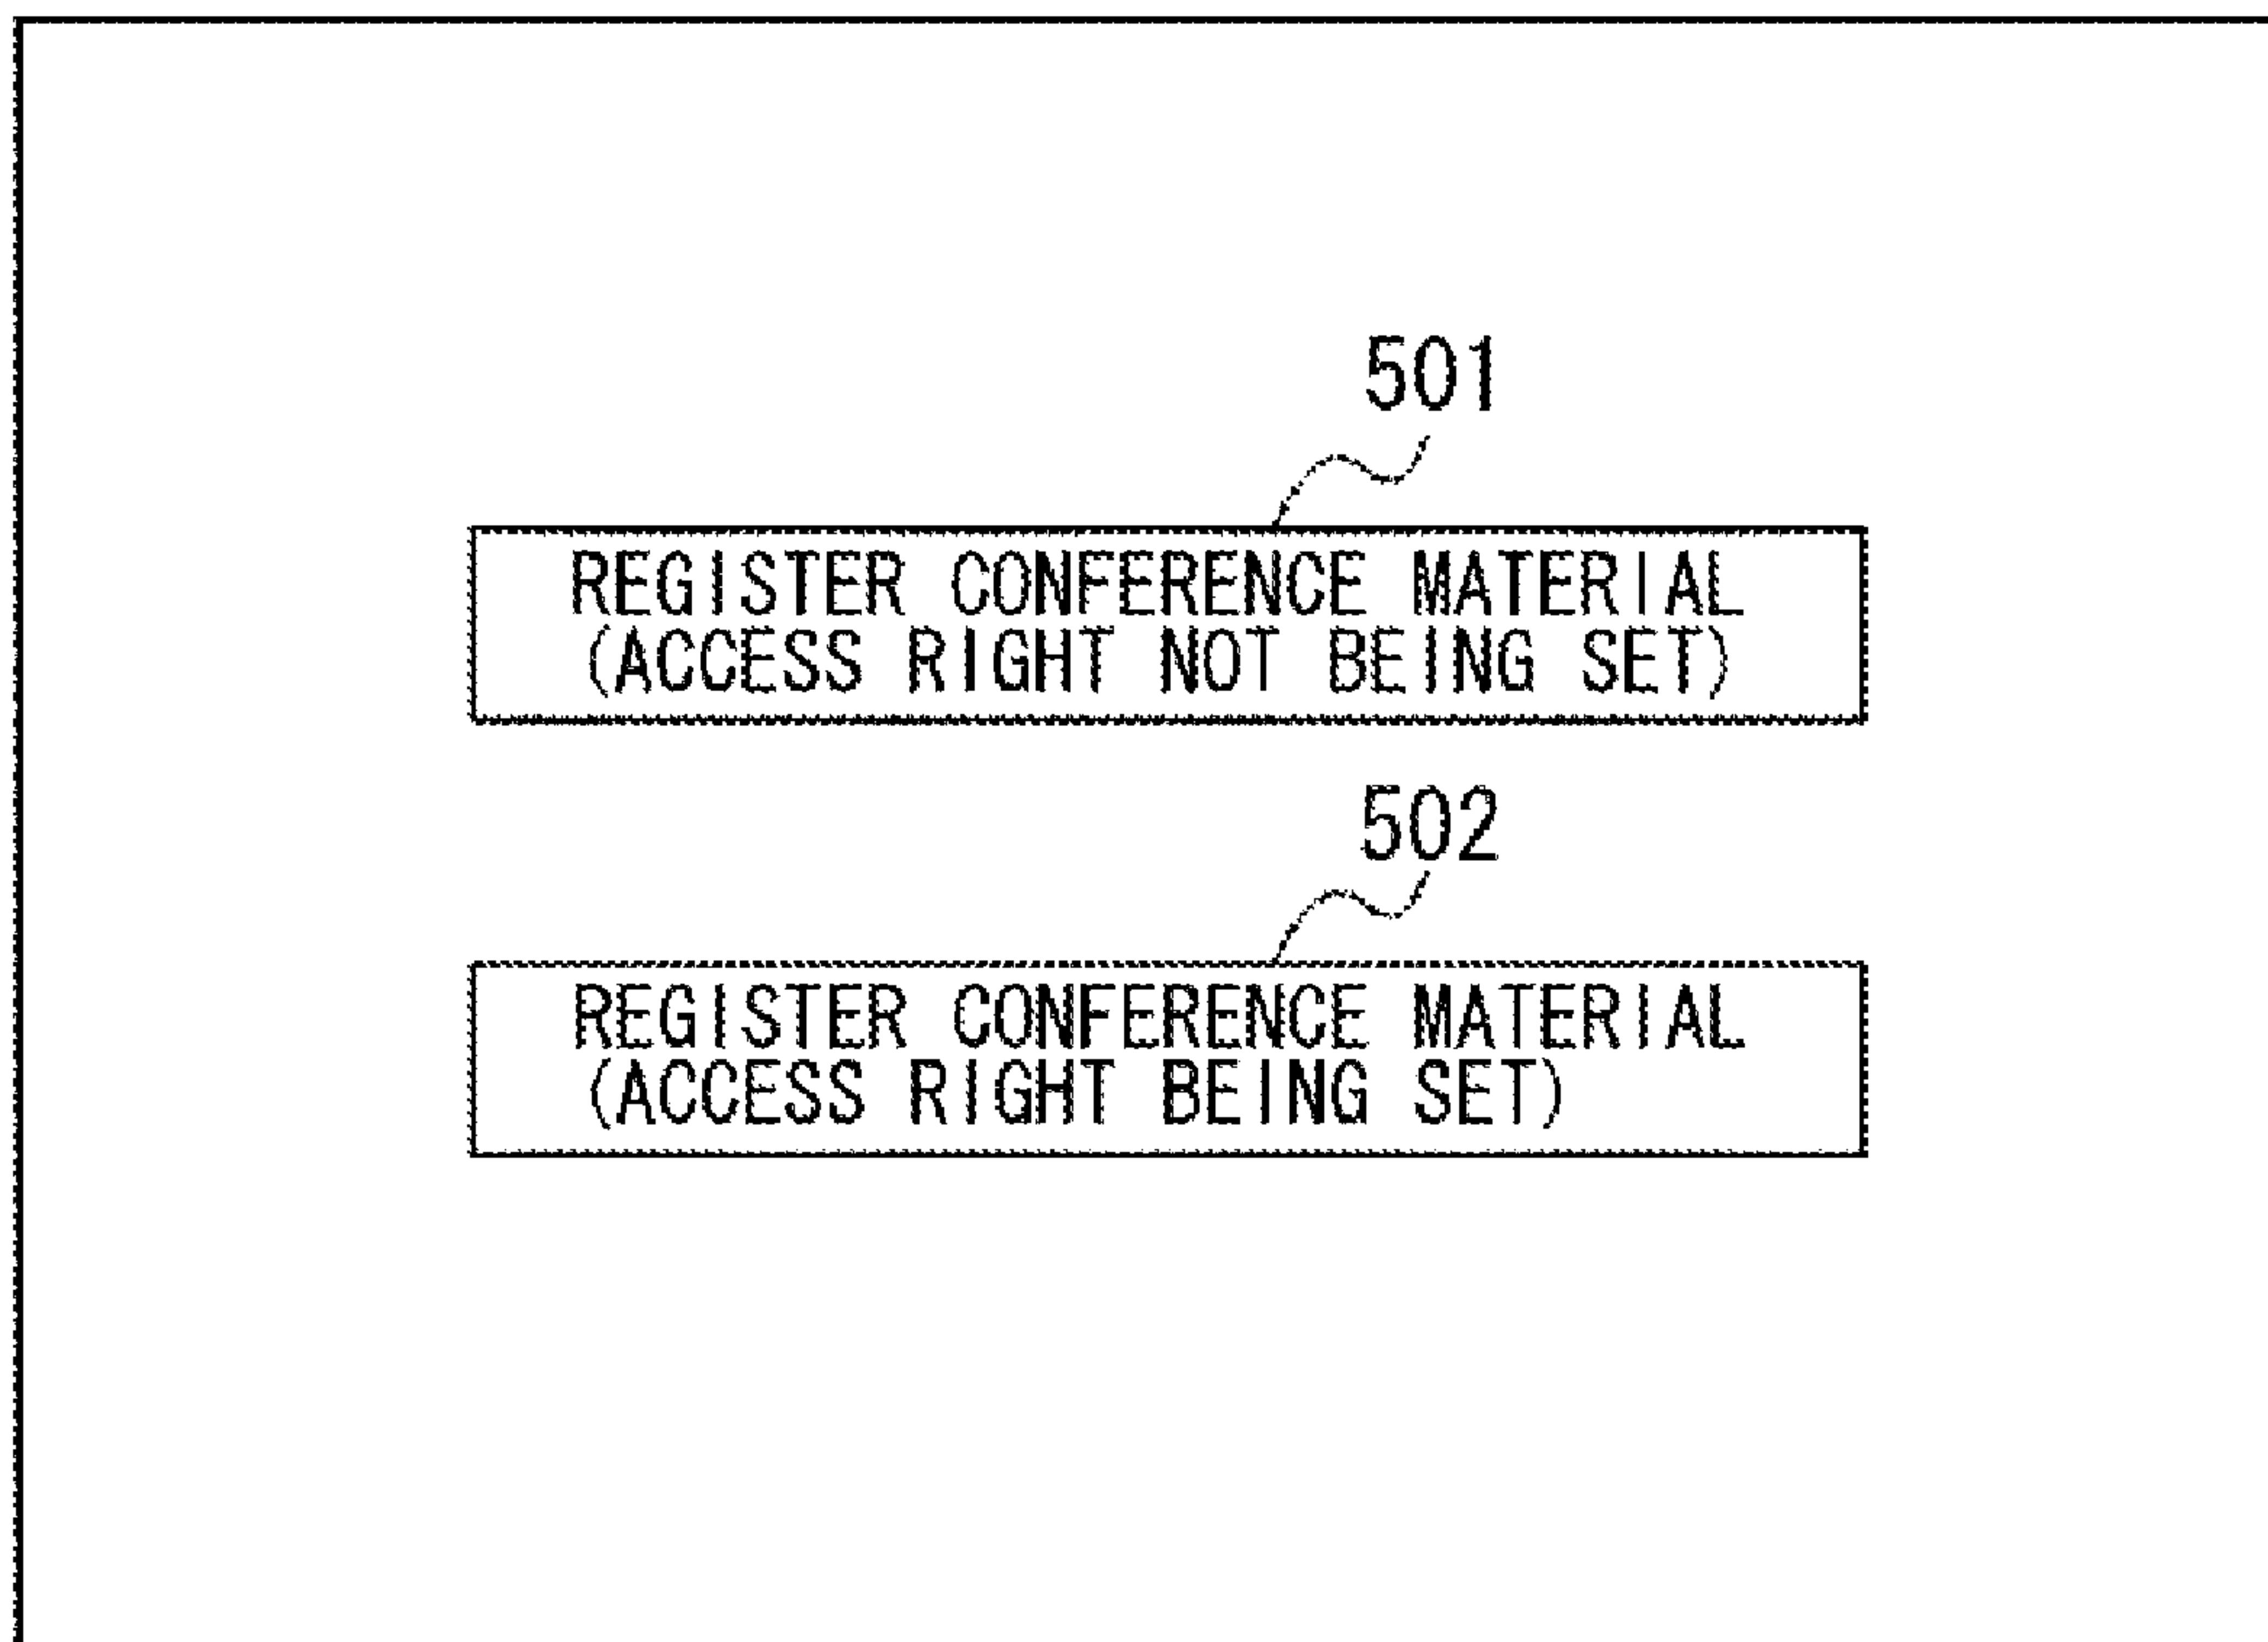 501
REGISTER CONFERENCE MATERIAL
(ACCESS RIGHT NOT BEING SET)
502
REGISTER CONFERENCE MATERIAL
(ACCESS RIGHT BEING SET)